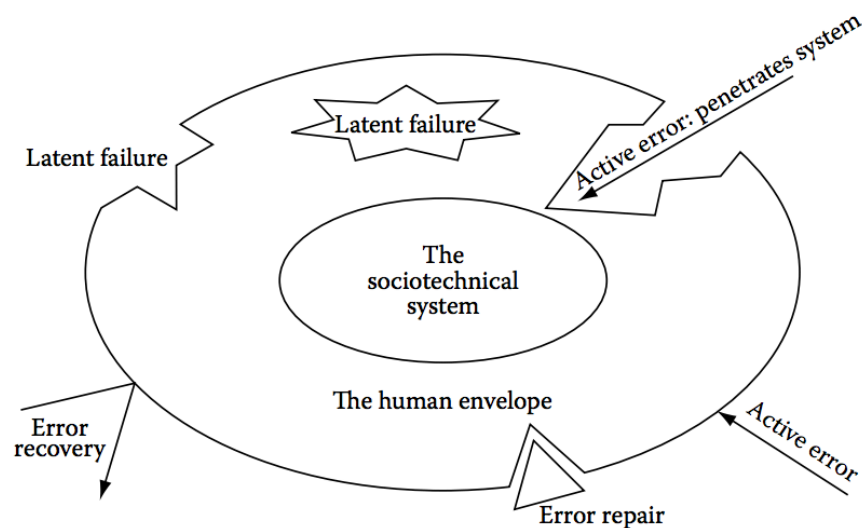 Active error: penetrates system
Latent failure
Latent failure
The
sociotechnical
system
The human envelope
Error
recovery
Active error
Error repair